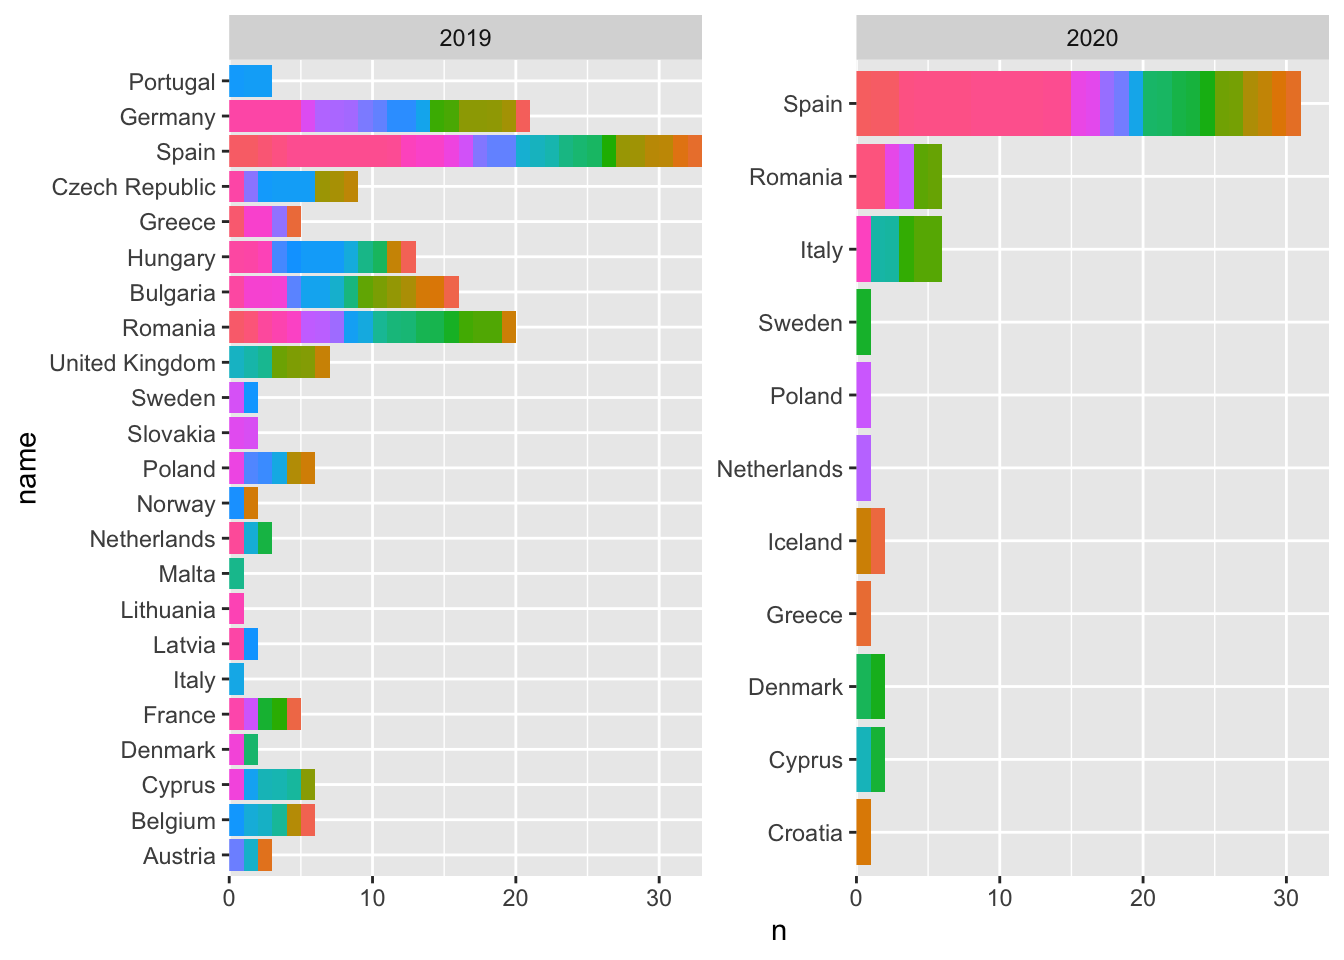 2019
Portugal
Germany
Spain
Czech Republic
Greece
Hungary
Bulgaria
Romania
United Kingdom
Sweden
Slovakia
Poland
Norway
Netherlands
Malta
Lithuania
Latvia
Italy
France
Denmark
Cyprus
Belgium
Austria
0 10 20 30
2020
Spain
Romania
Italy
Sweden
Poland
Netherlands
Iceland
Greece
Denmark
Cyprus
Croatia
0 10 20 30
name
n